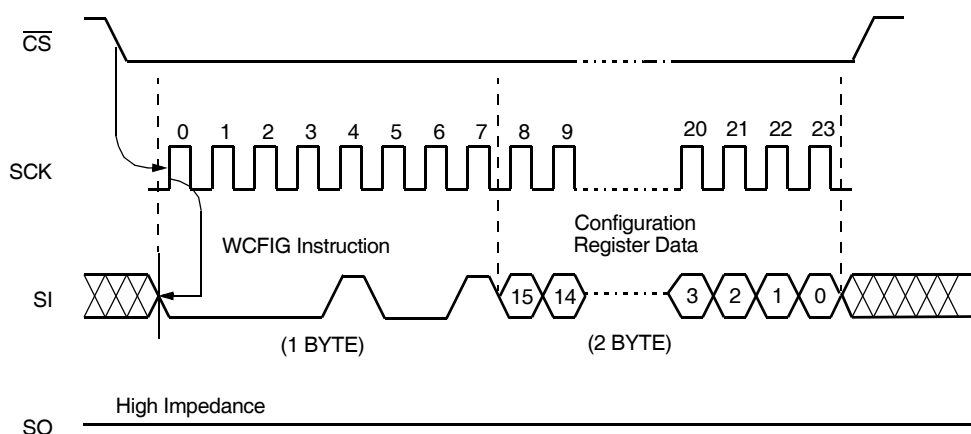 CS
0 1 2 3 4 5 6 7 8 9 20 21 22 23
SCK
WCFIG Instruction
Configuration
Register Data
SI
15 14 3 2 1 0
(1 BYTE) (2 BYTE)
High Impedance
SO